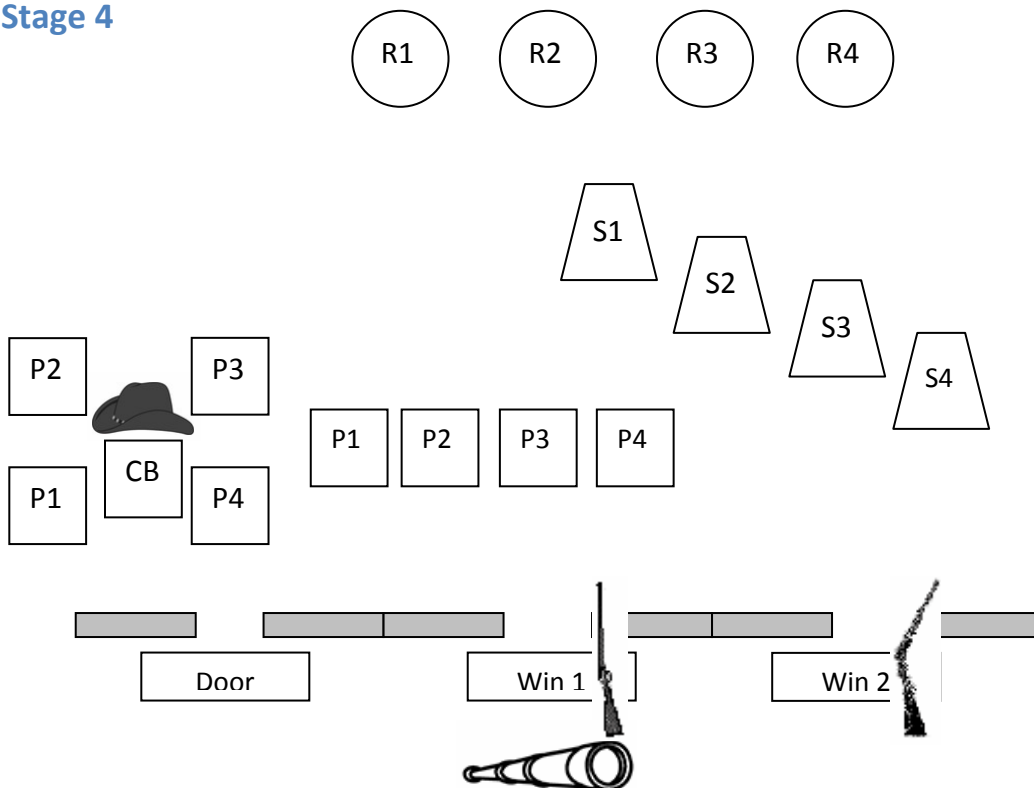 Stage 4
R1 R2 R3 R4
S1
S2
S3
S4
P2 P3
CB
P1 P4
P1 P2 P3 P4
Door Win 1 Win 2